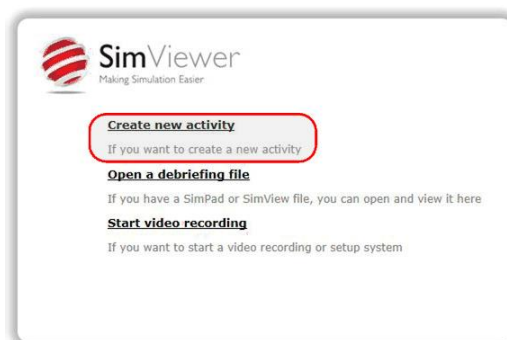 SimViewer
Making Simulation Easier
Create new activity
If you want to create a new activity
Open a debriefing file
If you have a SimPad or SimView file, you can open and view it here
Start video recording
If you want to start a video recording or setup system